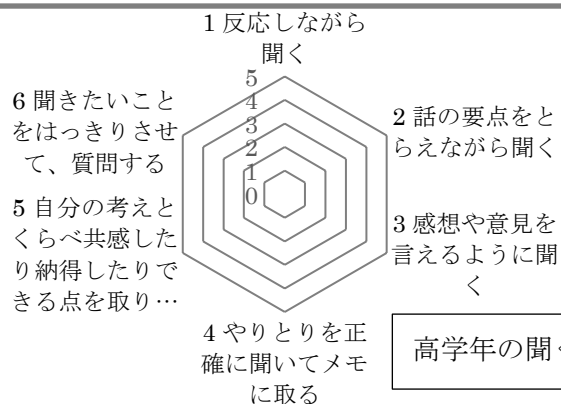 1 反応しながら
聞く
5
4
3
2
1
0
2 話の要点をと
らえながら聞く
3 感想や意見を
言えるように聞
く
4 やりとりを正
確に聞いてメモ
に取る
5 自分の考えと
くらべ共感した
り納得したりで
きる点を取り…
6 聞きたいこと
をはっきりさせ
て、質問する
高学年の聞く